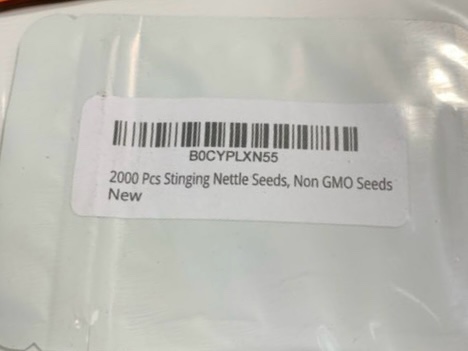 B0CYPLXN55
2000 Pcs Stinging Nettle Seeds, Non GMO Seeds
New